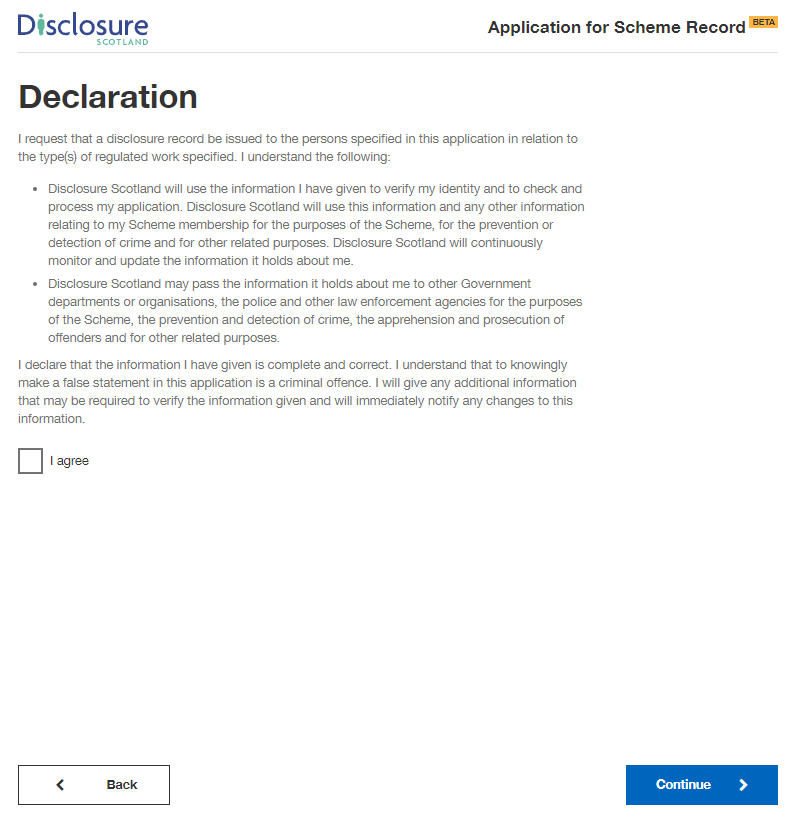 Disclosure
SCOTLAND
Application for Scheme Record BETA
Declaration
I request that a disclosure record be issued to the persons specified in this application in relation to
the type(s) of regulated work specified. I understand the following:
• Disclosure Scotland will use the information I have given to verify my identity and to check and
process my application. Disclosure Scotland will use this information and any other information
relating to my Scheme membership for the purposes of the Scheme, for the prevention or
detection of crime and for other related purposes. Disclosure Scotland will continuously
monitor and update the information it holds about me.
• Disclosure Scotland may pass the information it holds about me to other Government
departments or organisations, the police and other law enforcement agencies for the purposes
of the Scheme, the prevention and detection of crime, the apprehension and prosecution of
offenders and for other related purposes.
I declare that the information I have given is complete and correct. I understand that to knowingly
make a false statement in this application is a criminal offence. I will give any additional information
that may be required to verify the information given and will immediately notify any changes to this
information.
I agree
Back
Continue